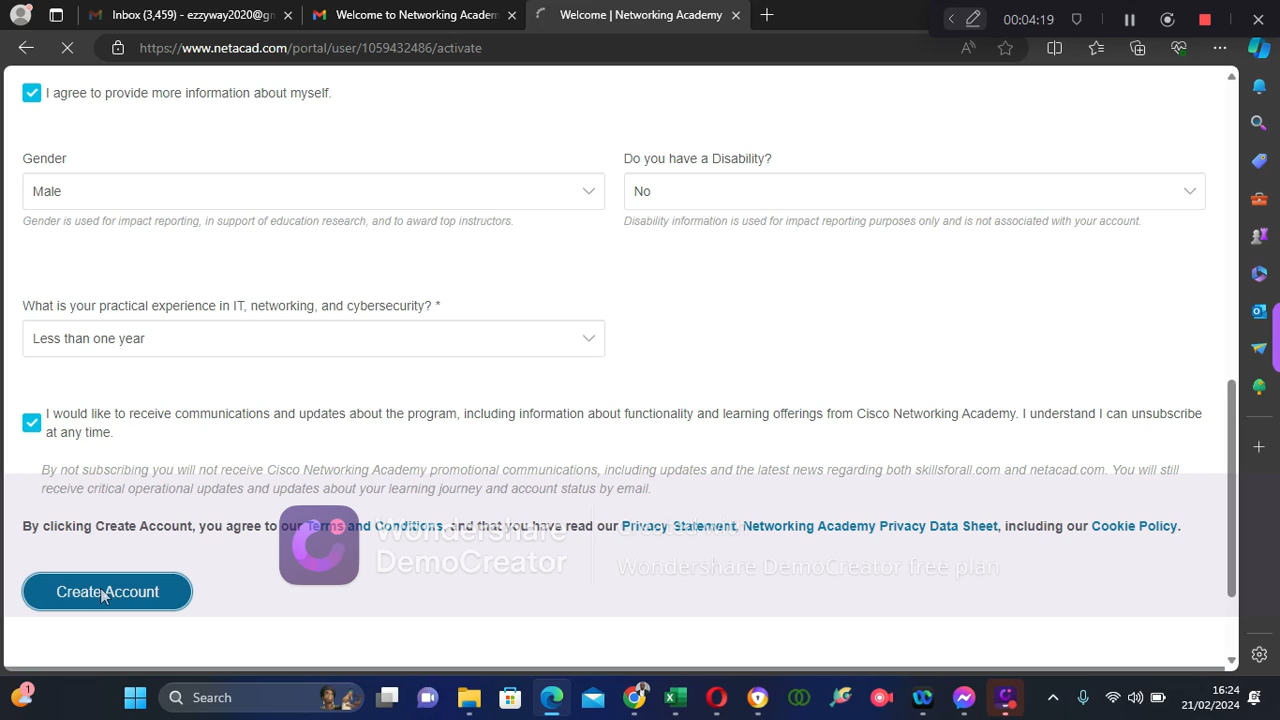 Inbox (3,459) - ezzyway2020@gn
Welcome to Networking Academ
Welcome | Networking Academy
00:04:19
https://www.netacad.com/portal/user/1059432486/activate
I agree to provide more information about myself.
Gender
Do you have a Disability?
Male
No
Gender is used for impact reporting, in support of education research, and to award top instructors.
Disability information is used for impact reporting purposes only and is not associated with your account.
What is your practical experience in IT, networking, and cybersecurity? *
Less than one year
I would like to receive communications and updates about the program, including information about functionality and learning offerings from Cisco Networking Academy. I understand I can unsubscribe
at any time.
By not subscribing you will not receive Cisco Networking Academy promotional communications, including updates and the latest news regarding both skillsforall.com and netacad.com. You will still
receive critical operational updates and updates about your learning journey and account status by email.
By clicking Create Account, you agree to our Terms and Conditions, and that you have read our Privacy Statement, Networking Academy Privacy Data Sheet, including our Cookie Policy.
Wondershare
DemoCreator
Created with
Wondershare DemoCreator free plan
Create Account
1
Search
16:24
21/02/2024